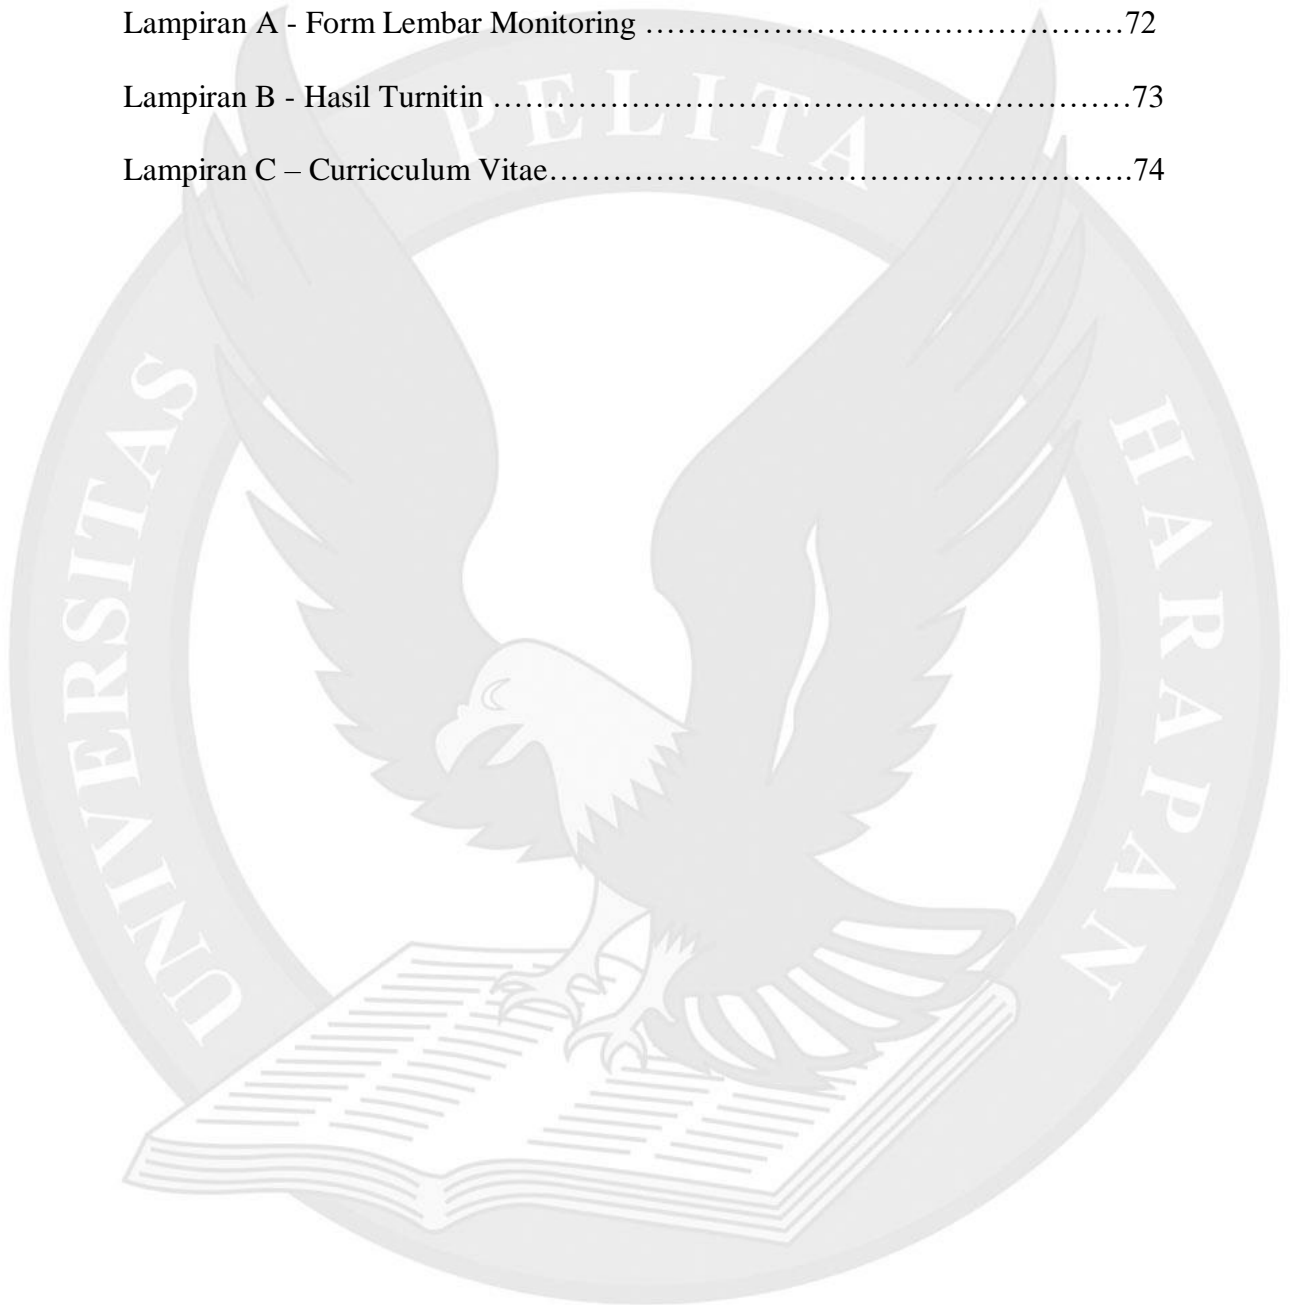 Lampiran A - Form Lembar Monitoring ………………………………………72
Lampiran B - Hasil Turnitin ……………………………………………………73
Lampiran C – Curricculum Vitae……………………………………………….74
UNIVERSITAS PELITA HARAPAN